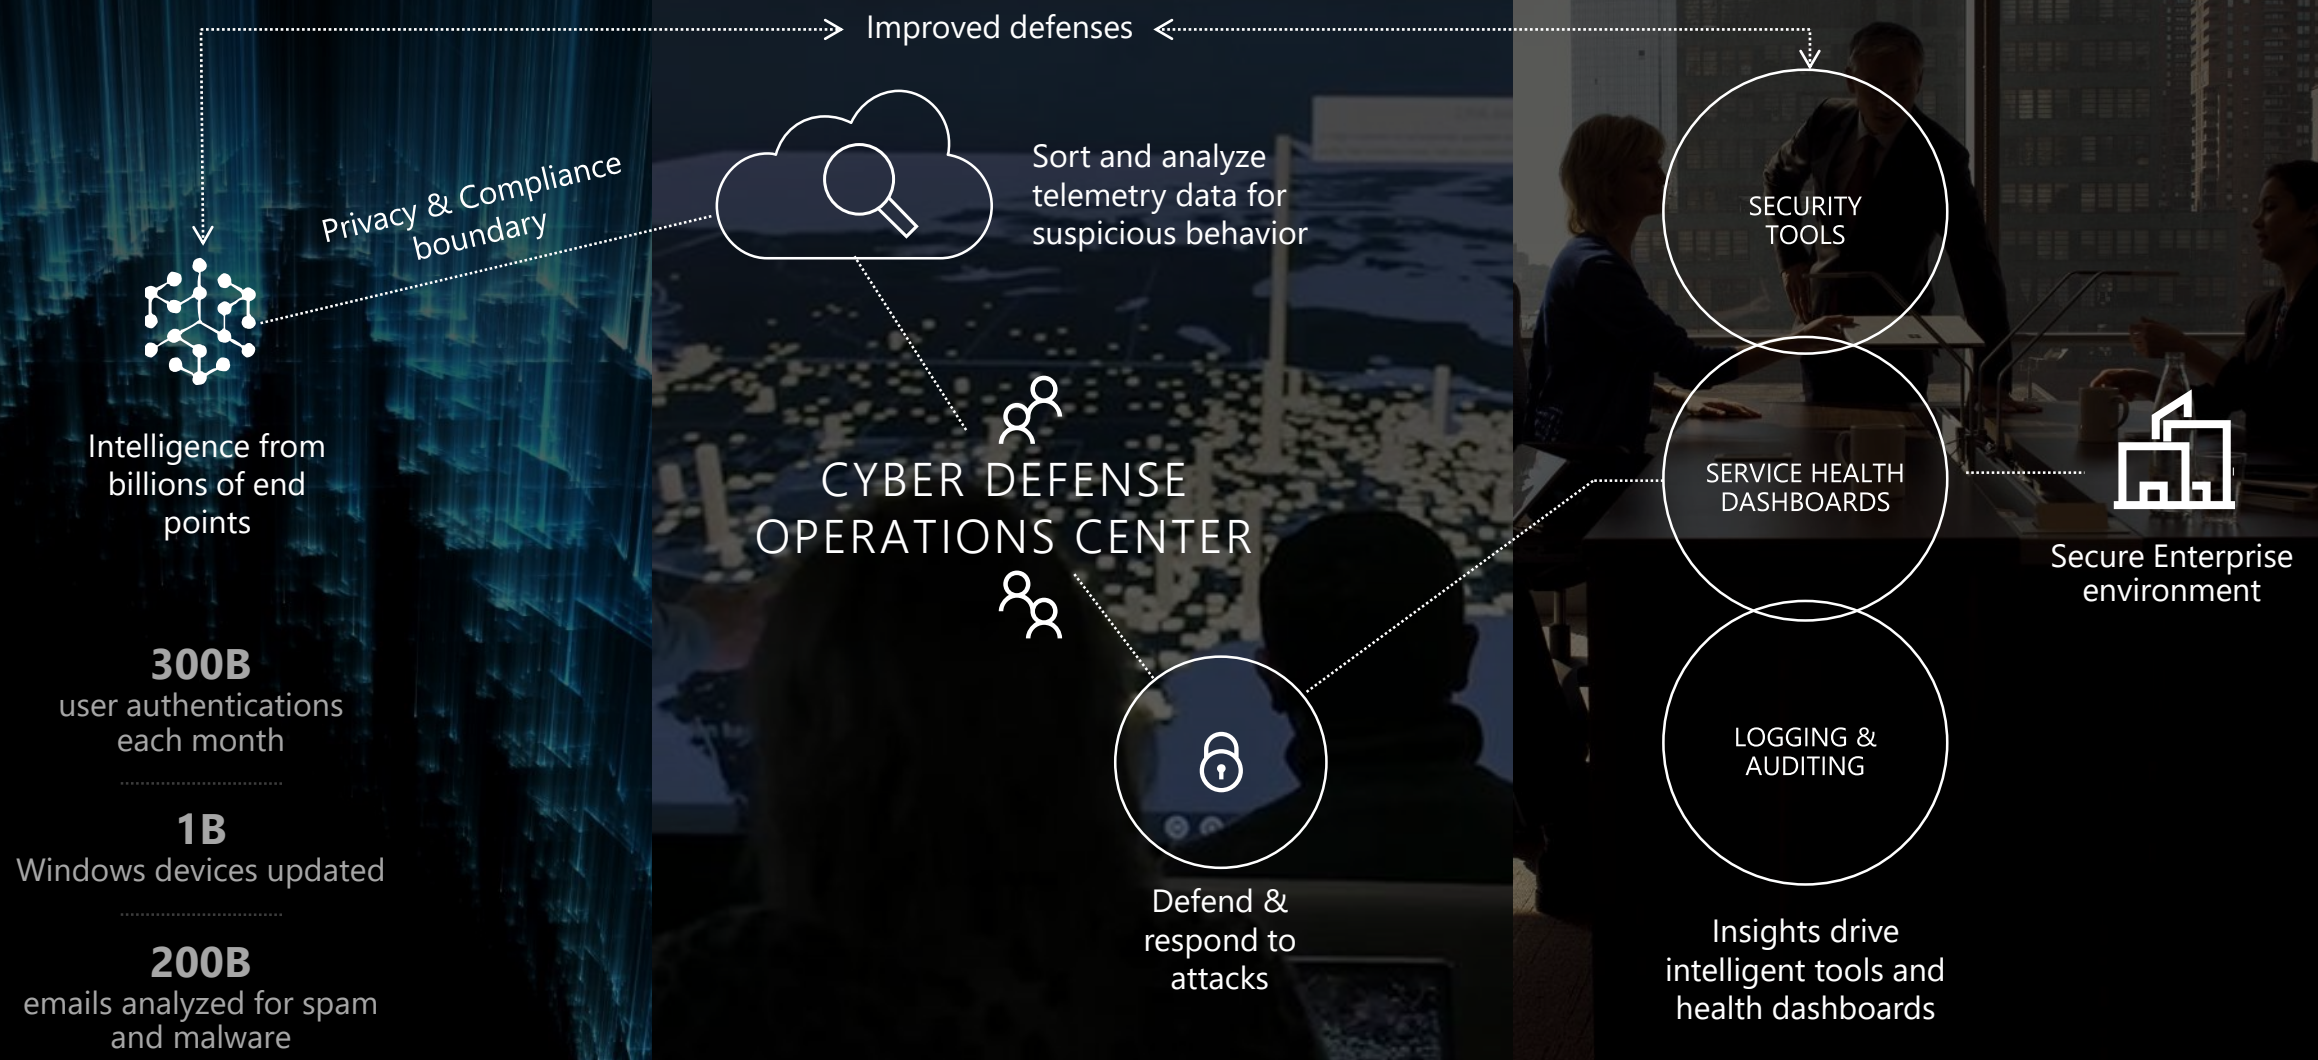 Improved defenses
Privacy & Compliance
boundary
Intelligence from
billions of end
points
300B
user authentications
each month
1B
Windows devices updated
200B
emails analyzed for spam
and malware
Sort and analyze
telemetry data for
suspicious behavior
CYBER DEFENSE
OPERATIONS CENTER
Defend &
respond to
attacks
SECURITY
TOOLS
SERVICE HEALTH
DASHBOARDS
LOGGING &
AUDITING
Insights drive
intelligent tools and
health dashboards
Secure Enterprise
environment